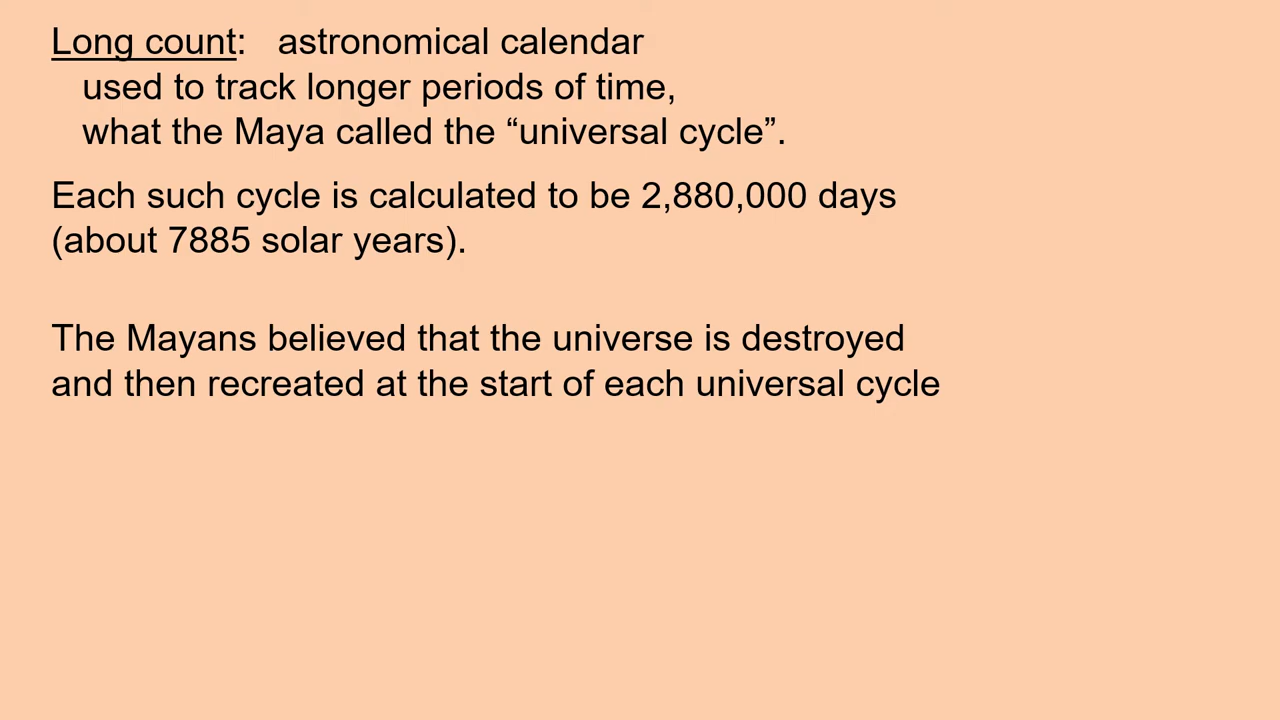 Long count: astronomical calendar
used to track longer periods of time,
what the Maya called the “universal cycle”.
Each such cycle is calculated to be 2,880,000 days
(about 7885 solar years).
The Mayans believed that the universe is destroyed
and then recreated at the start of each universal cycle